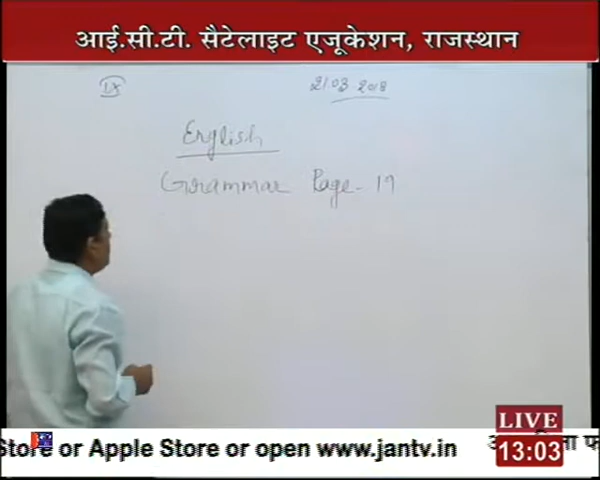 आई.सी.टी. सैटेलाइट एजूकेशन, राजस्थान
IX
21 03 2018
English
Grammar Page - 19
LIVE
Store or Apple Store or open www.jantv.in
13:03